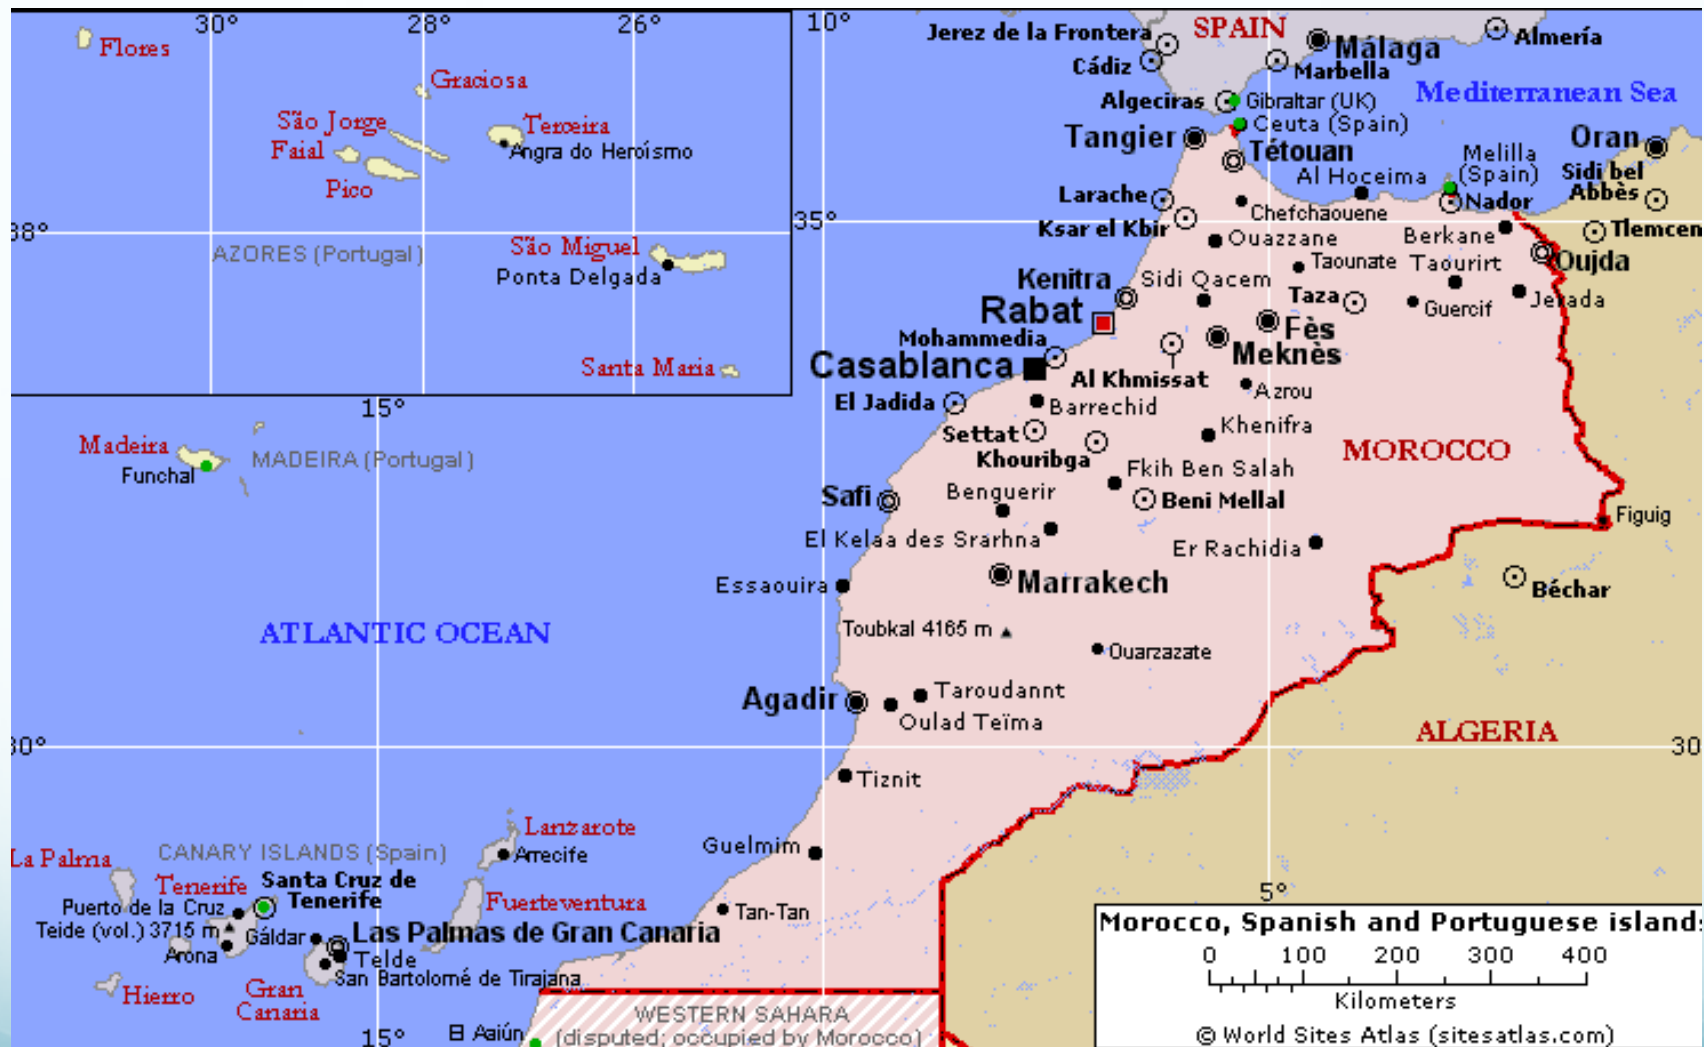 30°
28°
26°
10°
Flores
Graciosa
São Jorge
Terceira
Faial
Angra do Heroísmo
Pico
38°
AZORES (Portugal)
São Miguel
Ponta Delgada
Santa Maria
15°
Madeira
MADEIRA (Portugal)
Funchal
ATLANTIC OCEAN
30°
SPAIN
Jerez de la Frontera
Málaga
Almería
Cádiz
Marbella
Mediterranean Sea
Algeciras
Gibraltar (UK)
Ceuta (Spain)
Tangier
Tétouan
Oran
Melilla
(Spain)
Al Hoceima
Sidi bel
Abbès
Larache
Nador
Chefchaouene
35°
Ksar el Kbir
Ouazzane
Berkane
Tlemcen
Taounate
Taourirt
Oujda
Kenitra
Sidi Qacem
Taza
Guercif
Jerada
Rabat
Fès
Mohammedia
Meknès
Casablanca
Al Khmissat
Azrou
El Jadida
Barrechid
Khenifra
Settat
MOROCCO
Khouribga
Fkih Ben Salah
Safi
Benguerir
Beni Mellal
Figuig
El Kelaa des Srarhna
Er Rachidia
Essaouira
Marrakech
Béchar
Toubkal 4165 m
Ouarzazate
Agadir
Taroudannt
Oulad Teïma
ALGERIA
30
Tiznit
Lanzarote
Guelmim
Arrecife
CANARY ISLANDS (Spain)
La Palma
Tenerife
Santa Cruz de
Tenerife
Fuerteventura
5°
Puerto de la Cruz
Tan-Tan
Teide (vol.) 3715 m
Gáldar
Las Palmas de Gran Canaria
Arona
Telde
San Bartolomé de Tirajana
Hierro
Gran
Canaria
WESTERN SAHARA
(disputed; occupied by Morocco)
El Aaiún
15°
Morocco, Spanish and Portuguese islands
0 100 200 300 400
Kilometers
© World Sites Atlas (sitesatlas.com)